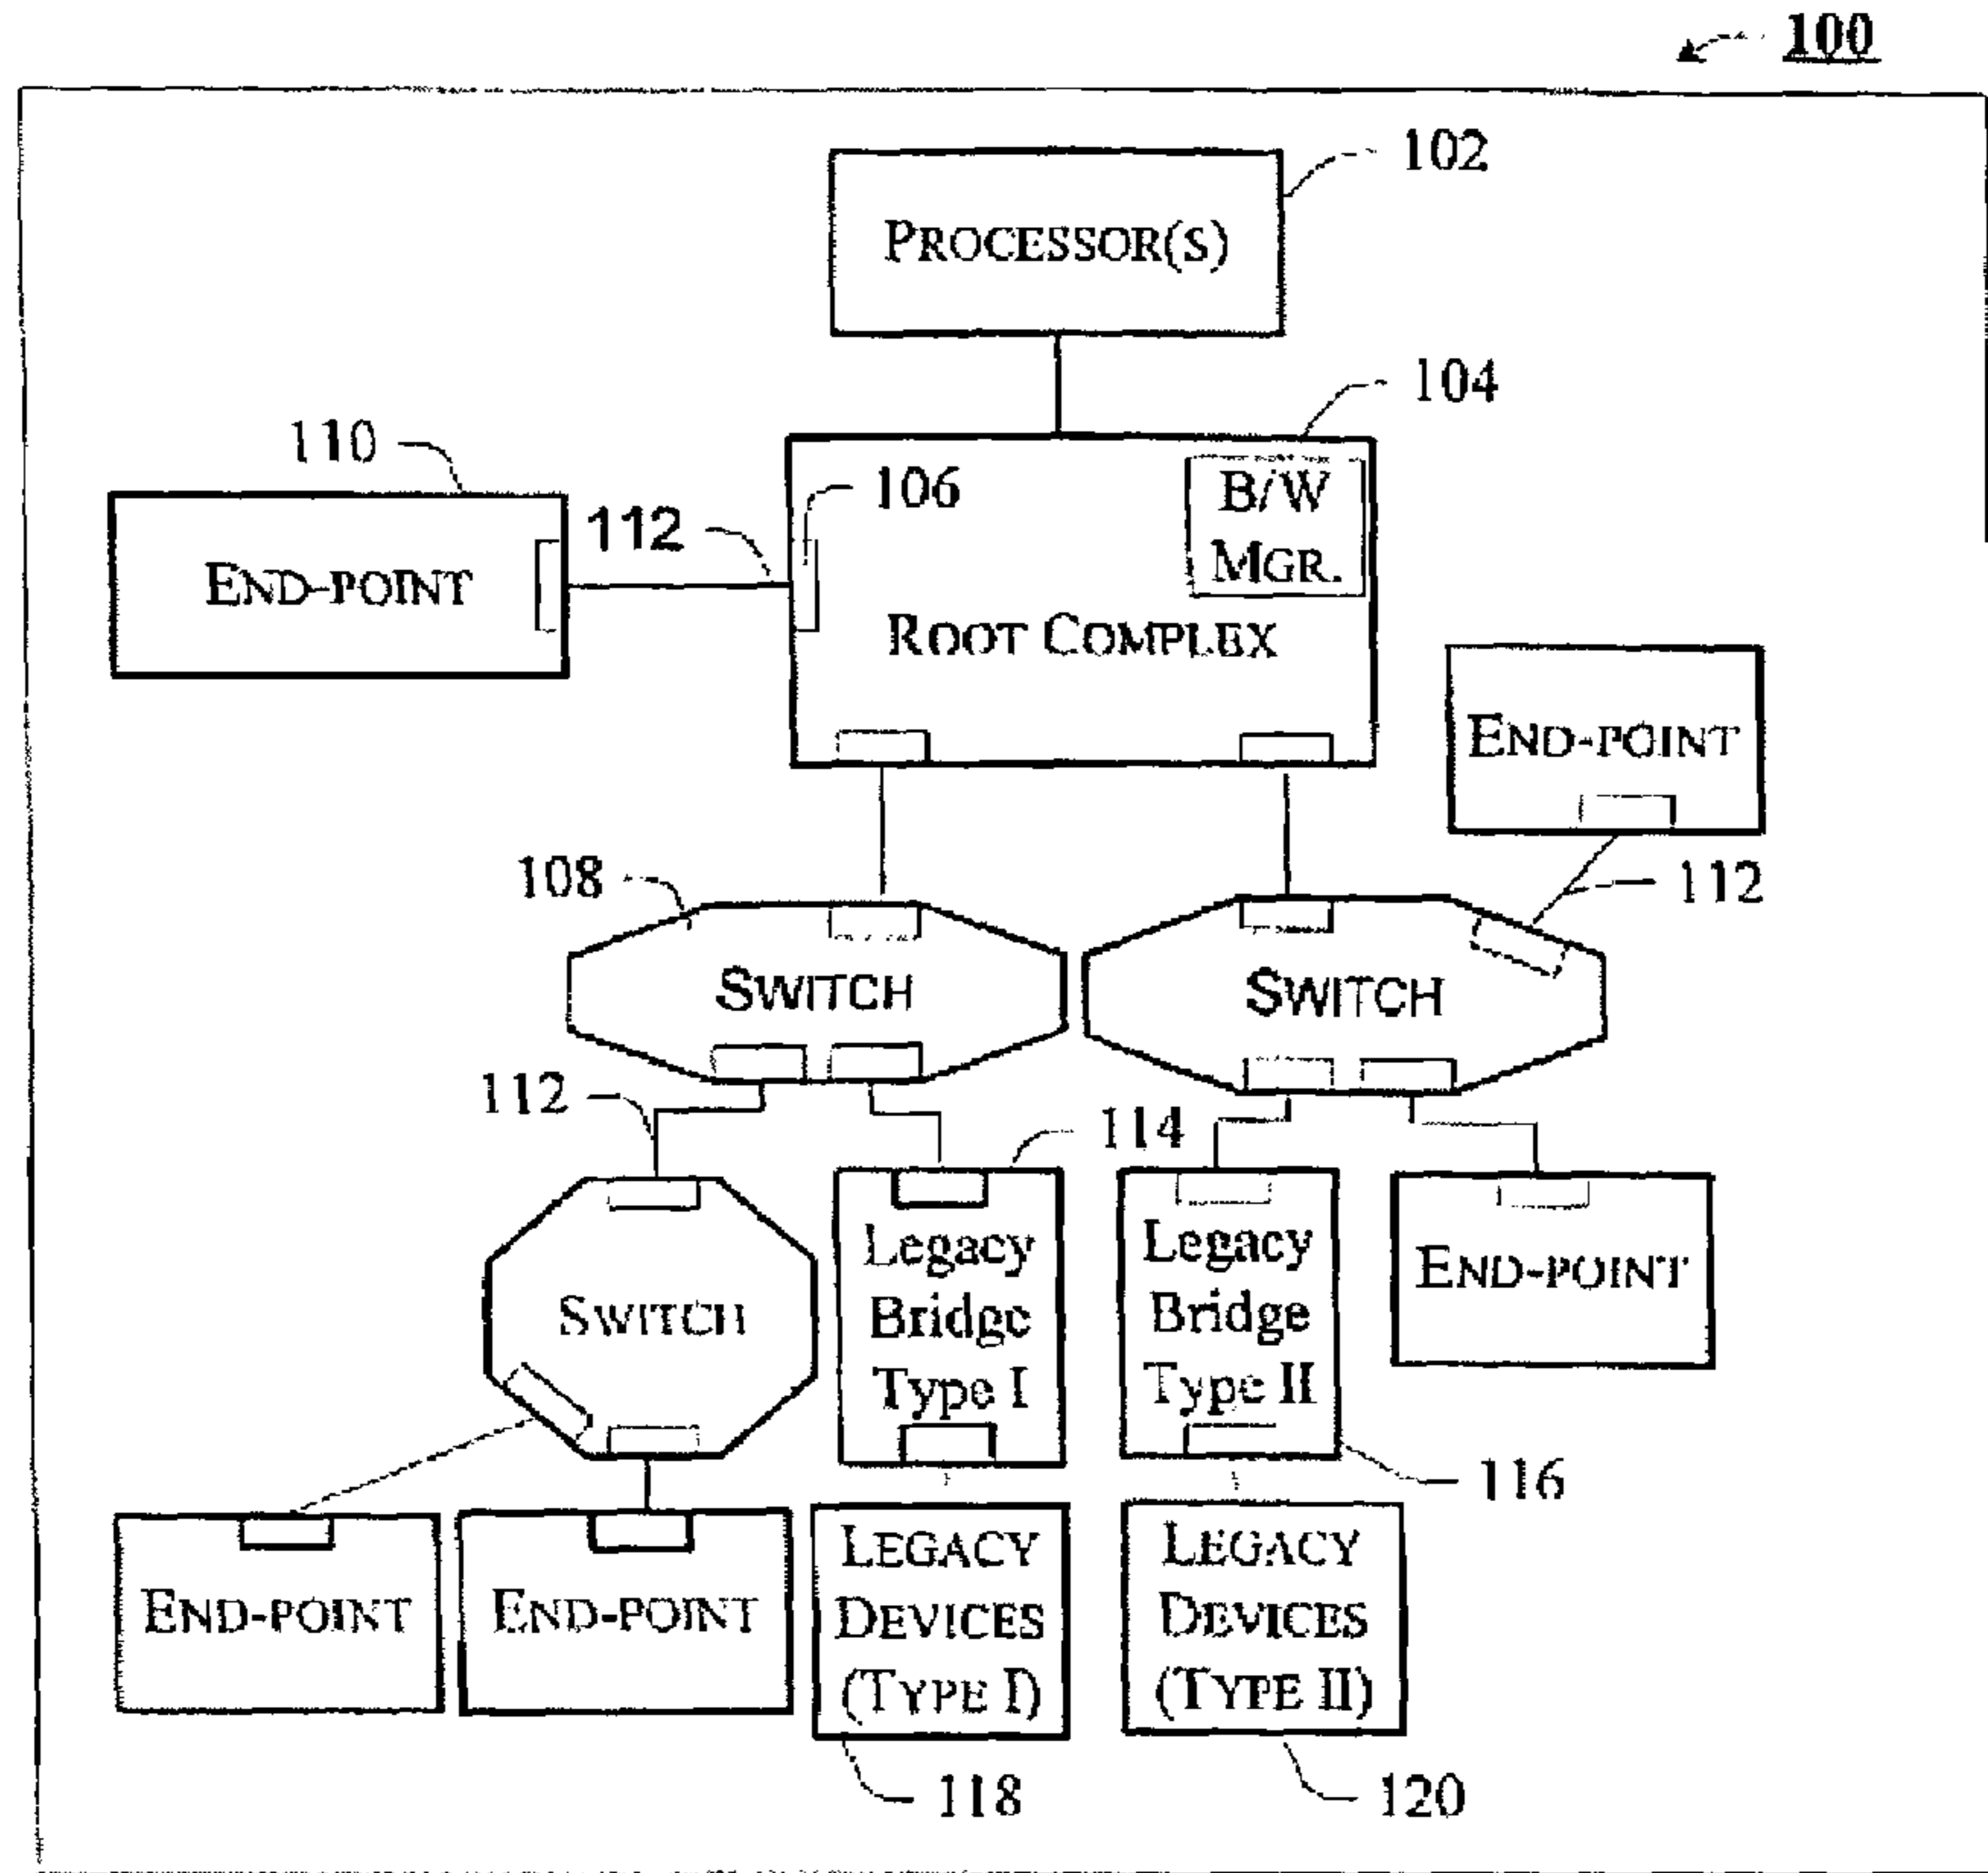 100
102
PROCESSOR(S)
104
110
106
B/W
MGR.
112
END-POINT
ROOT COMPLEX
END-POINT
108
112
SWITCH
SWITCH
112
114
Legacy
Bridge
Type I
Legacy
Bridge
Type II
END-POINT
SWITCH
116
END-POINT
END-POINT
LEGACY
DEVICES
(TYPE I)
LEGACY
DEVICES
(TYPE II)
118
120